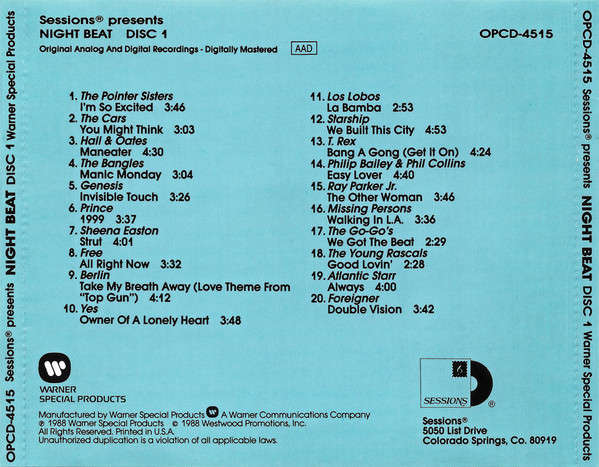 Sessions® presents
NIGHT BEAT DISC 1
OPCD-4515
Original Analog And Digital Recordings - Digitally Mastered AAD
1. The Pointer Sisters
I'm So Excited 3:46
2. The Cars
You Might Think 3:03
3. Hall & Oates
Maneater 4:30
4. The Bangles
Manic Monday 3:04
5. Genesis
Invisible Touch 3:26
6. Prince
1999 3:37
7. Sheena Easton
Strut 4:01
8. Free
All Right Now 3:32
9. Berlin
Take My Breath Away (Love Theme From
"Top Gun") 4:12
10. Yes
Owner Of A Lonely Heart 3:48
11. Los Lobos
La Bamba 2:53
12. Starship
We Built This City 4:53
13. T. Rex
Bang A Gong (Get It On) 4:24
14. Philip Bailey & Phil Collins
Easy Lover 4:40
15. Ray Parker Jr.
The Other Woman 3:46
16. Missing Persons
Walking In L.A. 3:36
17. The Go-Go's
We Got The Beat 2:29
18. The Young Rascals
Good Lovin' 2:28
19. Atlantic Starr
Always 4:00
20. Foreigner
Double Vision 3:42
WARNER
SPECIAL PRODUCTS
Manufactured by Warner Special Products A Warner Communications Company
℗ 1988 Warner Special Products © 1988 Westwood Promotions, Inc.
All Rights Reserved. Printed in U.S.A.
Unauthorized duplication is a violation of all applicable laws.
SESSIONS ®
Sessions®
5050 List Drive
Colorado Springs, Co. 80919
OPCD-4515 Sessions® presents NIGHT BEAT DISC 1 Warner Special Products
OPCD-4515 Sessions® presents NIGHT BEAT DISC 1 Warner Special Products